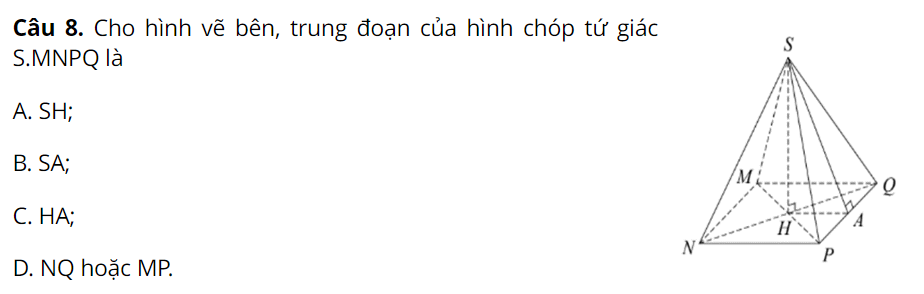 Câu 8. Cho hình vẽ bên, trung đoạn của hình chóp tứ giác
S.MNPQ là
A. SH;
B. SA;
C. HA;
D. NQ hoặc MP.
S
M
Q
H
A
N
P